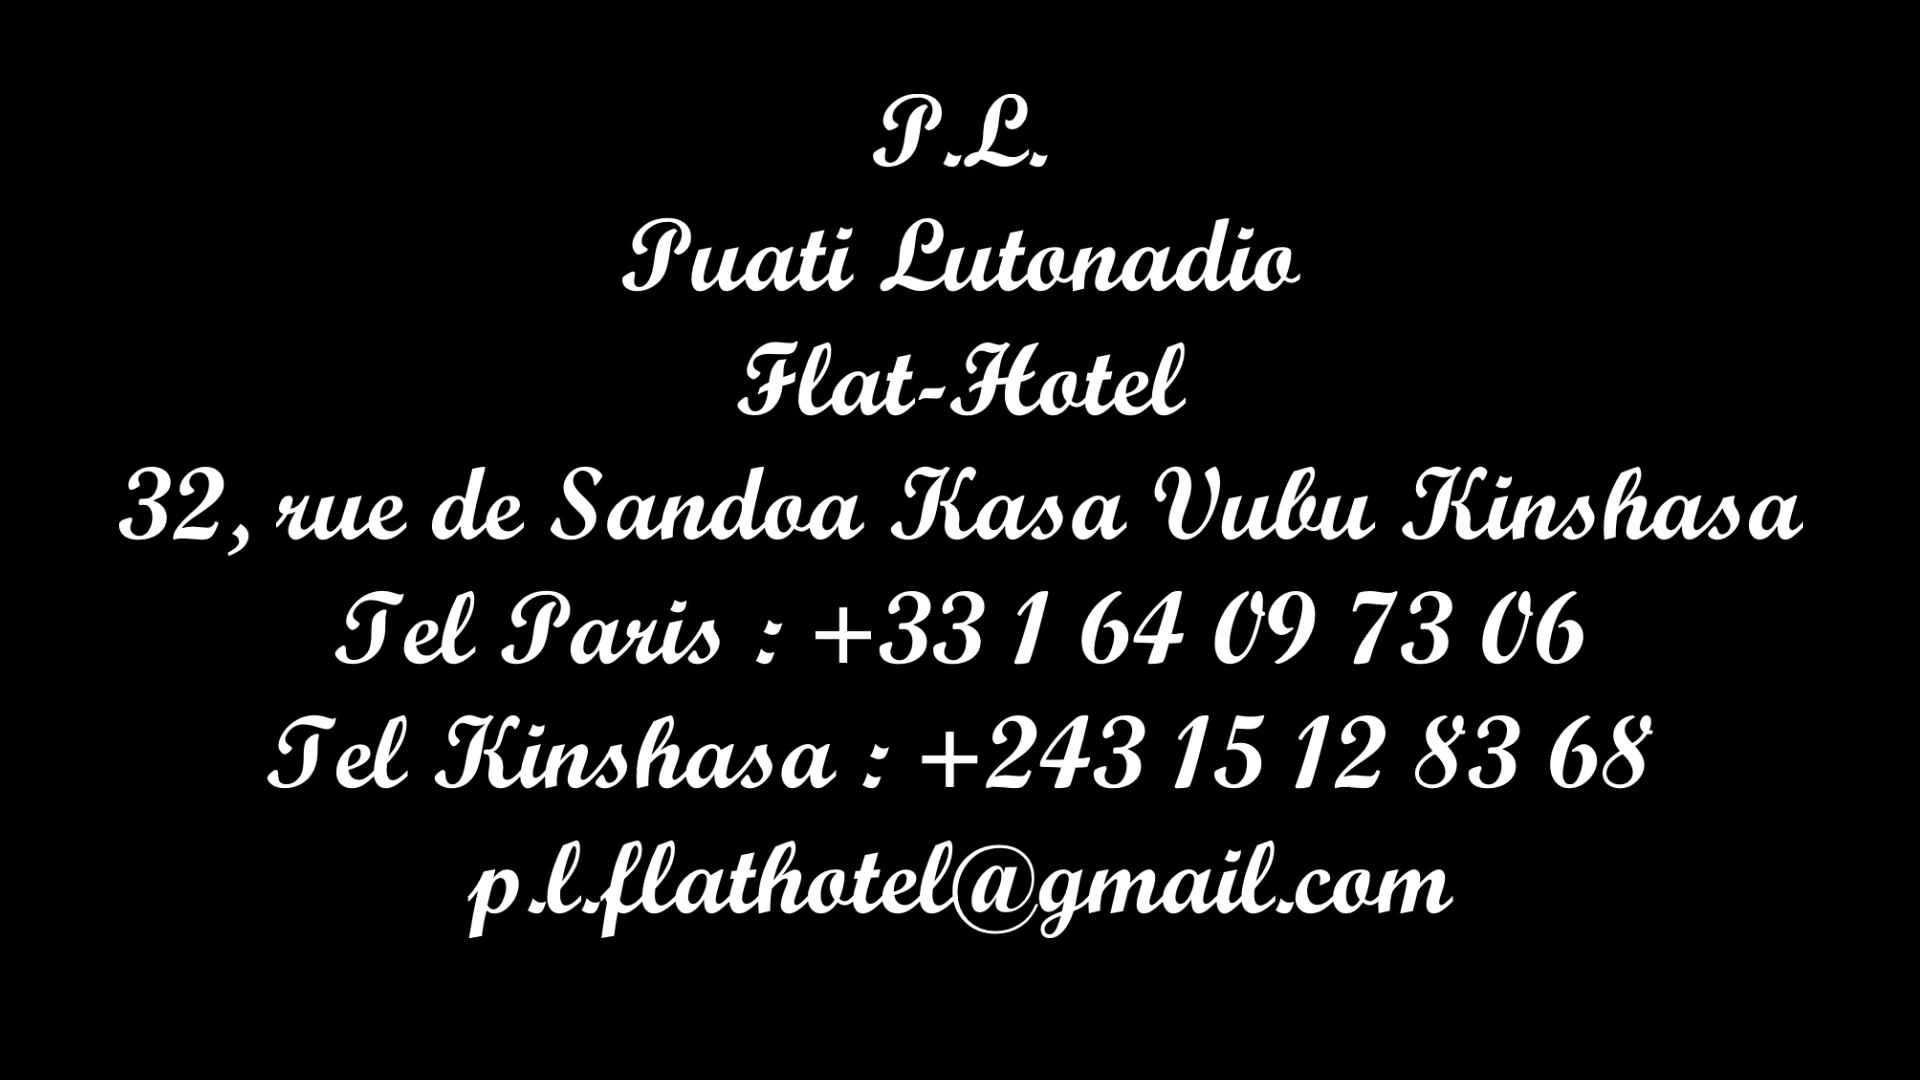 P.L.
Puati Lutonadio
Flat-Hotel
32, rue de Sandoa Kasa Vubu Kinshasa
Tel Paris : +33 1 64 09 73 06
Tel Kinshasa : +243 15 12 83 68
p.l.flathotel@gmail.com